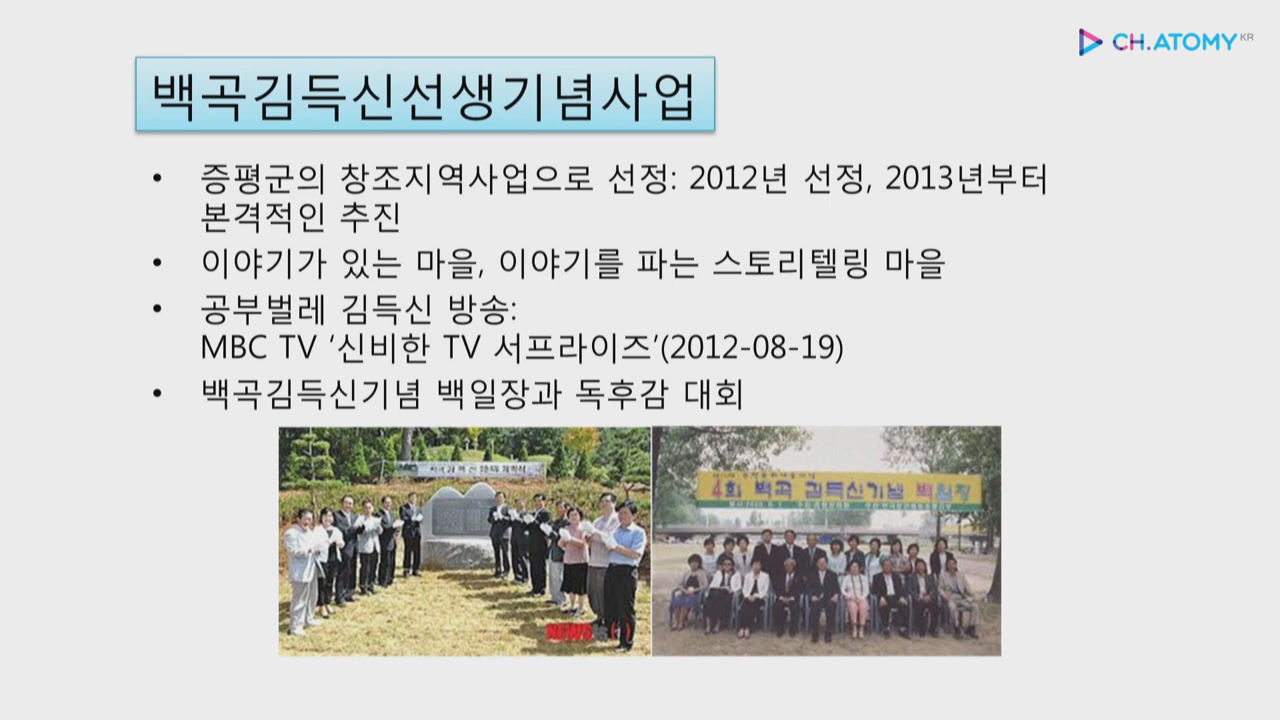 CH.ATOMY KR
백곡김득신선생기념사업
• 증평군의 창조지역사업으로 선정: 2012년 선정, 2013년부터
본격적인 추진
• 이야기가 있는 마을, 이야기를 파는 스토리텔링 마을
• 공부벌레 김득신 방송:
MBC TV ‘신비한 TV 서프라이즈’(2012-08-19)
• 백곡김득신기념 백일장과 독후감 대회
4회 백곡 김득신기념 백일장
NEWS